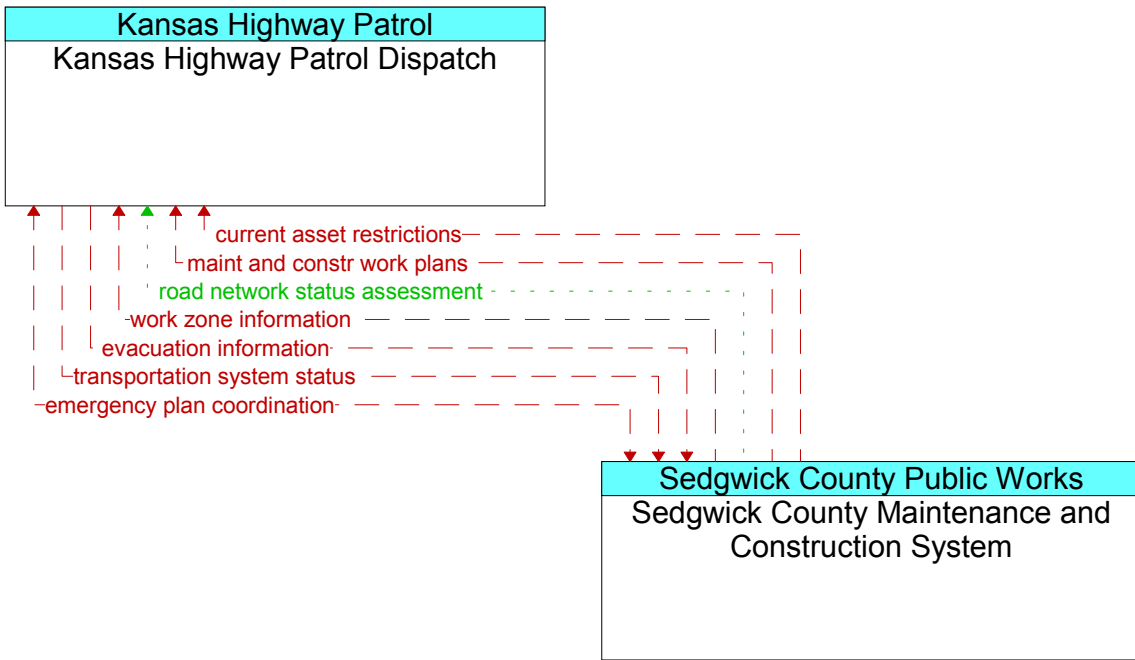 Kansas Highway Patrol
Kansas Highway Patrol Dispatch
current asset restrictions
maint and constr work plans
road network status assessment
work zone information
evacuation information
transportation system status
emergency plan coordination
Sedgwick County Public Works
Sedgwick County Maintenance and
Construction System